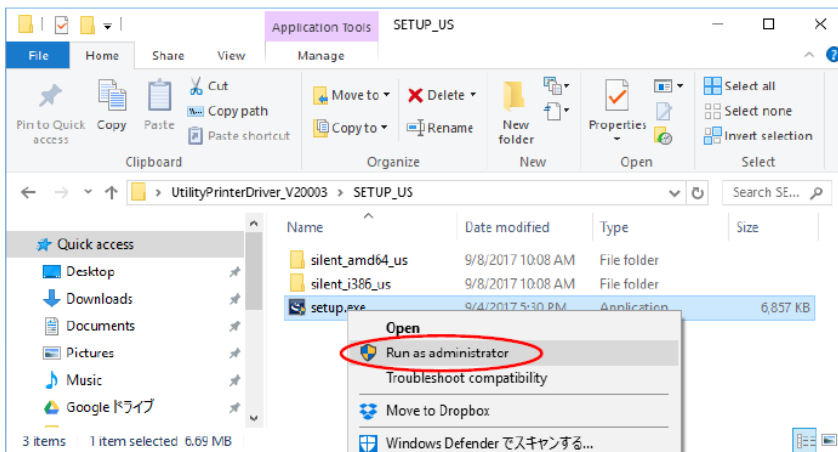 Application Tools SETUP_US
File Home Share View Manage
Pin to Quick access
Copy
Paste
Cut
Copy path
Paste shortcut
Clipboard
Move to
Copy to
Delete
Rename
Organize
New folder
New
Properties
Open
Select all
Select none
Invert selection
Select
UtilityPrinterDriver_V20003 > SETUP_US
Search SE...
Quick access
Desktop
Downloads
Documents
Pictures
Music
Google ドライブ
Name Date modified Type Size
silent_amd64_us 9/8/2017 10:08 AM File folder
silent_i386_us 9/8/2017 10:08 AM File folder
setup.exe 9/4/2017 5:30 PM Application 6,857 KB
Open
Run as administrator
Troubleshoot compatibility
Move to Dropbox
Windows Defender でスキャンする...
3 items 1 item selected 6.69 MB